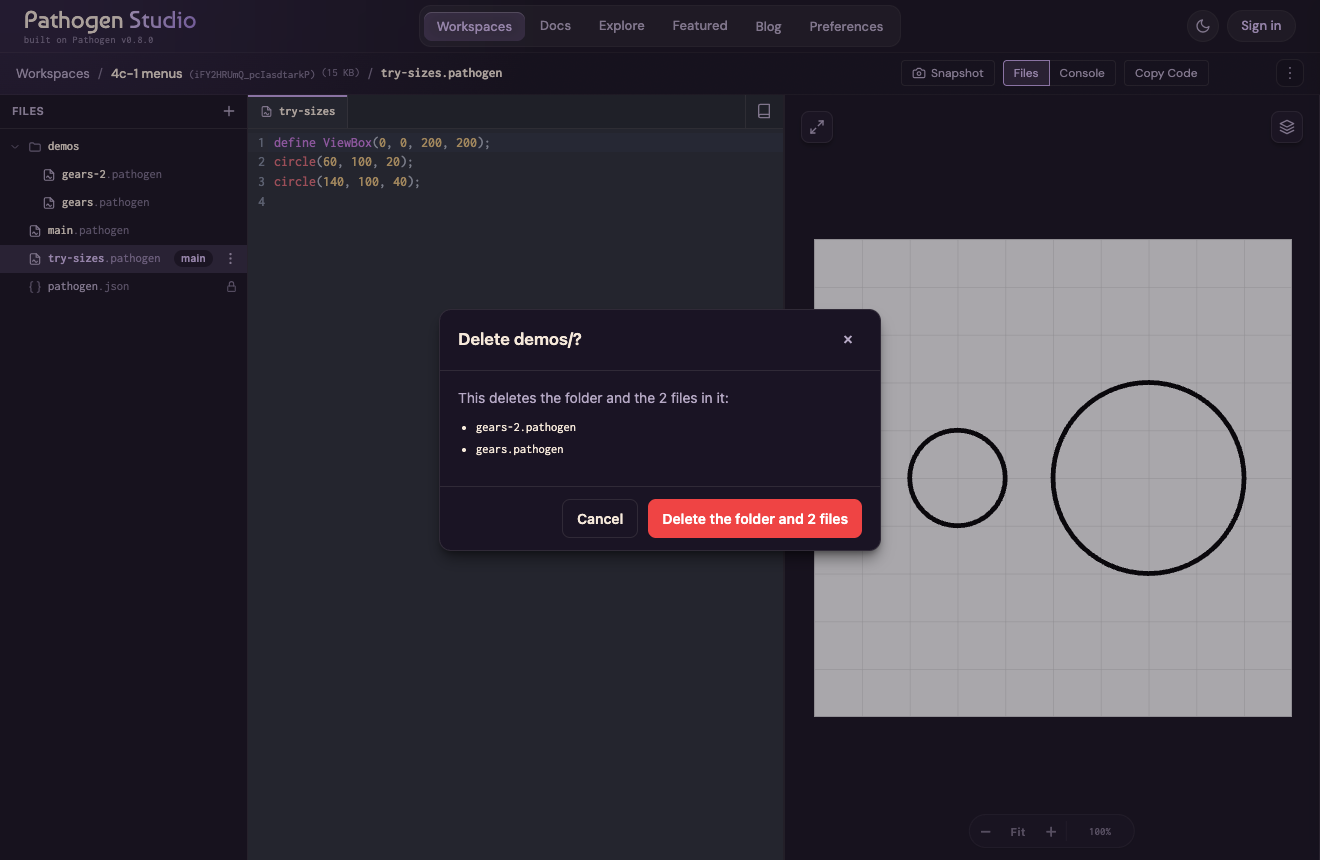 Pathogen Studio
built on Pathogen v0.8.0
Workspaces Docs Explore Featured Blog Preferences
Sign in
Workspaces / 4c-1 menus (iFY2HRUmQ_pcIasdtarkP) (15 KB) / try-sizes.pathogen
Snapshot Files Console Copy Code
FILES
demos
gears-2.pathogen
gears.pathogen
main.pathogen
try-sizes.pathogen main
{ } pathogen.json
try-sizes
1 define ViewBox(0, 0, 200, 200);
2 circle(60, 100, 20);
3 circle(140, 100, 40);
4
Delete demos/?
This deletes the folder and the 2 files in it:
• gears-2.pathogen
• gears.pathogen
Cancel Delete the folder and 2 files
Fit 100%